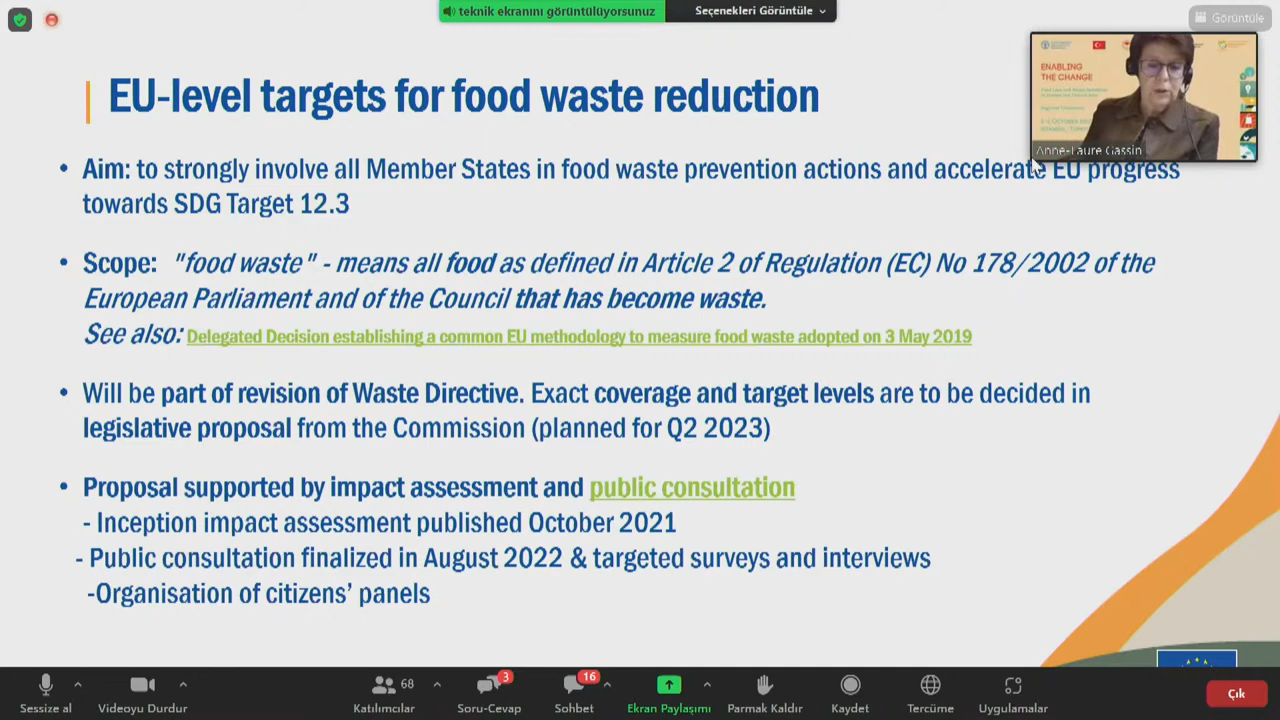 teknik ekranını görüntülüyorsunuz
Seçenekleri Görüntüle
Görüntüle
EU-level targets for food waste reduction
ENABLING
THE CHANGE
Anne-Laure Gassin
• Aim: to strongly involve all Member States in food waste prevention actions and accelerate EU progress
towards SDG Target 12.3
• Scope: "food waste" - means all food as defined in Article 2 of Regulation (EC) No 178/2002 of the
European Parliament and of the Council that has become waste.
See also: Delegated Decision establishing a common EU methodology to measure food waste adopted on 3 May 2019
• Will be part of revision of Waste Directive. Exact coverage and target levels are to be decided in
legislative proposal from the Commission (planned for Q2 2023)
• Proposal supported by impact assessment and public consultation
- Inception impact assessment published October 2021
- Public consultation finalized in August 2022 & targeted surveys and interviews
-Organisation of citizens' panels
68
3
16
Sessize al
Videoyu Durdur
Katılımcılar
Soru-Cevap
Sohbet
Ekran Paylaşımı
Parmak Kaldır
Kaydet
Tercüme
Uygulamalar
Çık